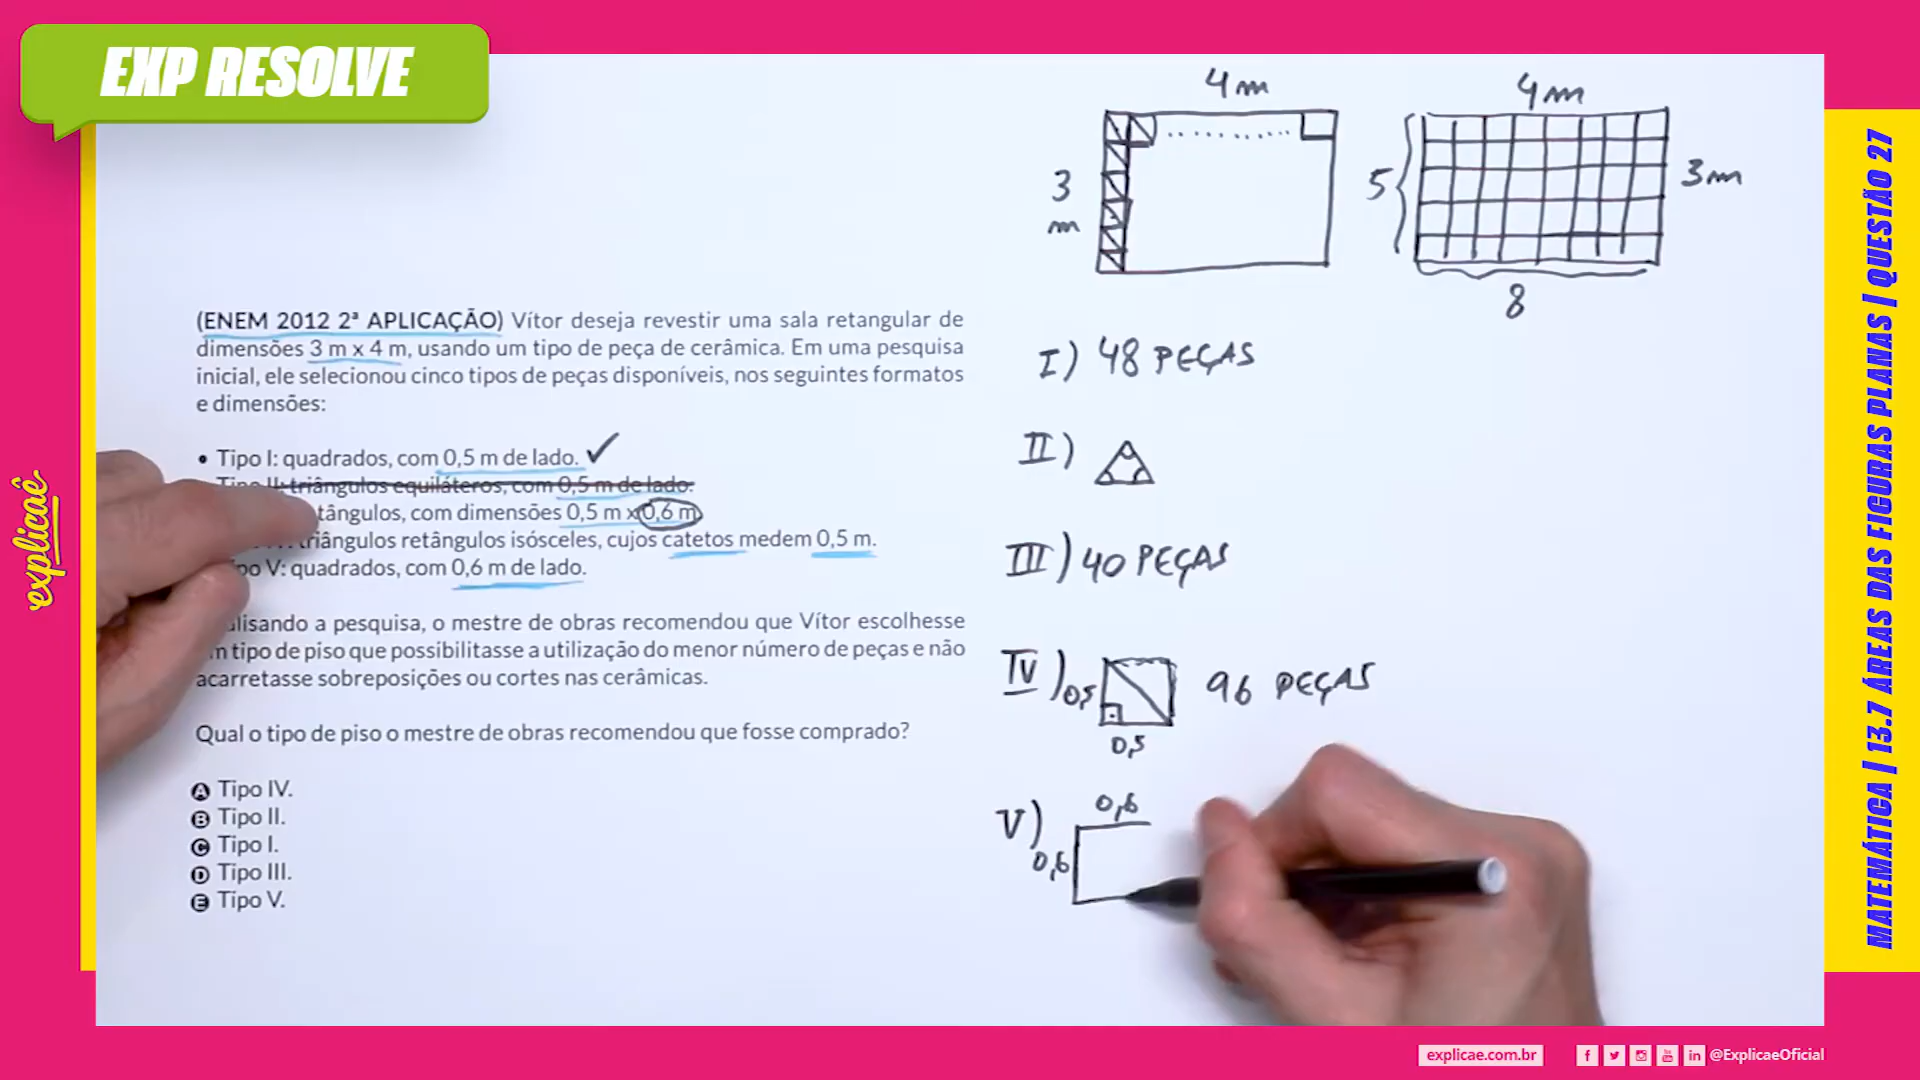 EXP RESOLVE
(ENEM 2012 2ª APLICAÇÃO) Vítor deseja revestir uma sala retangular de
dimensões 3 m x 4 m, usando um tipo de peça de cerâmica. Em uma pesquisa
inicial, ele selecionou cinco tipos de peças disponíveis, nos seguintes formatos
e dimensões:
• Tipo I: quadrados, com 0,5 m de lado. ✓
Tipo II: triângulos equiláteros, com 0,5 m de lado.
tângulos, com dimensões 0,5 m x 0,6 m
triângulos retângulos isósceles, cujos catetos medem 0,5 m.
po V: quadrados, com 0,6 m de lado.
alisando a pesquisa, o mestre de obras recomendou que Vítor escolhesse
m tipo de piso que possibilitasse a utilização do menor número de peças e não
acarretasse sobreposições ou cortes nas cerâmicas.
Qual o tipo de piso o mestre de obras recomendou que fosse comprado?
A Tipo IV.
B Tipo II.
C Tipo I.
D Tipo III.
E Tipo V.
4 m
3
m
4 m
5
3 m
8
I) 48 PEÇAS
II)
III) 40 PEÇAS
IV) 0,5
96 PEÇAS
0,5
V)
0,6
0,6
explicaê
MATEMÁTICA | 13.7 ÁREAS DAS FIGURAS PLANAS | QUESTÃO 27
explicae.com.br
@ExplicaeOficial